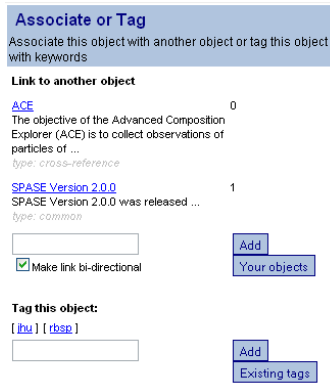 Associate or Tag
Associate this object with another object or tag this object
with keywords
Link to another object
ACE 0
The objective of the Advanced Composition
Explorer (ACE) is to collect observations of
particles of ...
type: cross-reference
SPASE Version 2.0.0 1
SPASE Version 2.0.0 was released ...
type: common
Add
Make link bi-directional Your objects
Tag this object:
[ jhu ] [ rbsp ]
Add
Existing tags